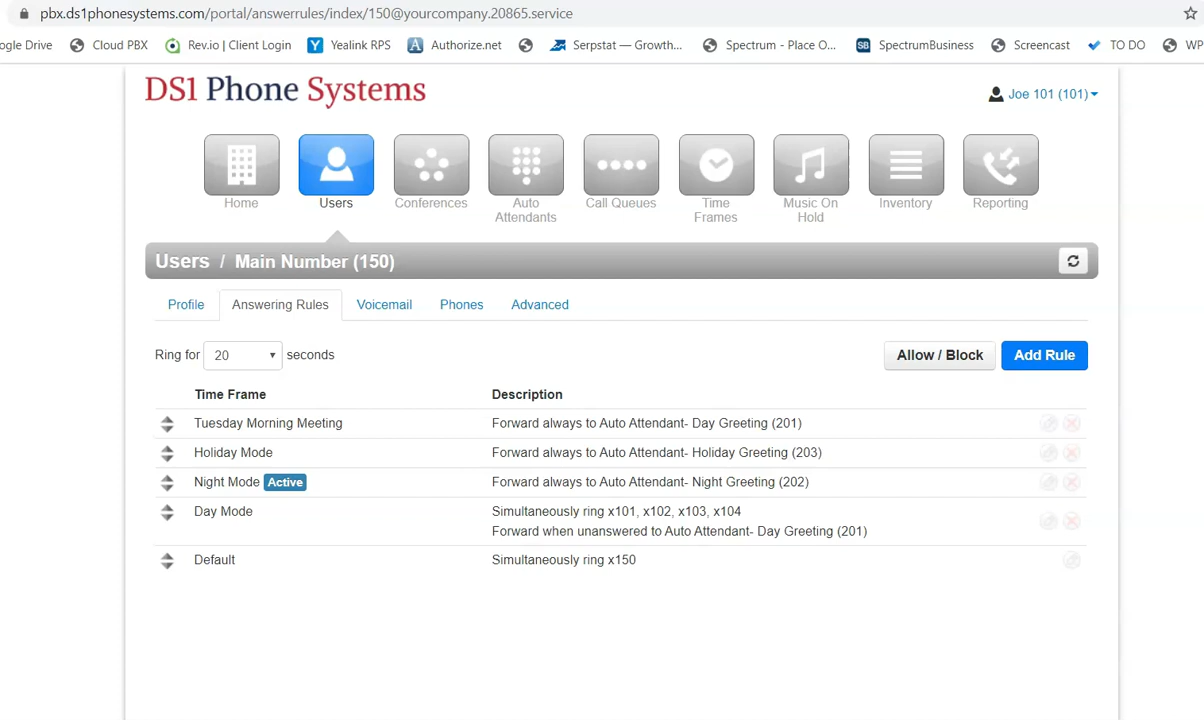 pbx.ds1phonesystems.com/portal/answerrules/index/150@yourcompany.20865.service
ogle Drive Cloud PBX Rev.io | Client Login Yealink RPS Authorize.net Serpstat — Growth... Spectrum - Place O... SpectrumBusiness Screencast TO DO WP
DS1 Phone Systems
Joe 101 (101)
Home Users Conferences Auto Attendants Call Queues Time Frames Music On Hold Inventory Reporting
Users / Main Number (150)
Profile Answering Rules Voicemail Phones Advanced
Ring for 20 seconds Allow / Block Add Rule
Time Frame Description
Tuesday Morning Meeting Forward always to Auto Attendant- Day Greeting (201)
Holiday Mode Forward always to Auto Attendant- Holiday Greeting (203)
Night Mode Active Forward always to Auto Attendant- Night Greeting (202)
Day Mode Simultaneously ring x101, x102, x103, x104
Forward when unanswered to Auto Attendant- Day Greeting (201)
Default Simultaneously ring x150